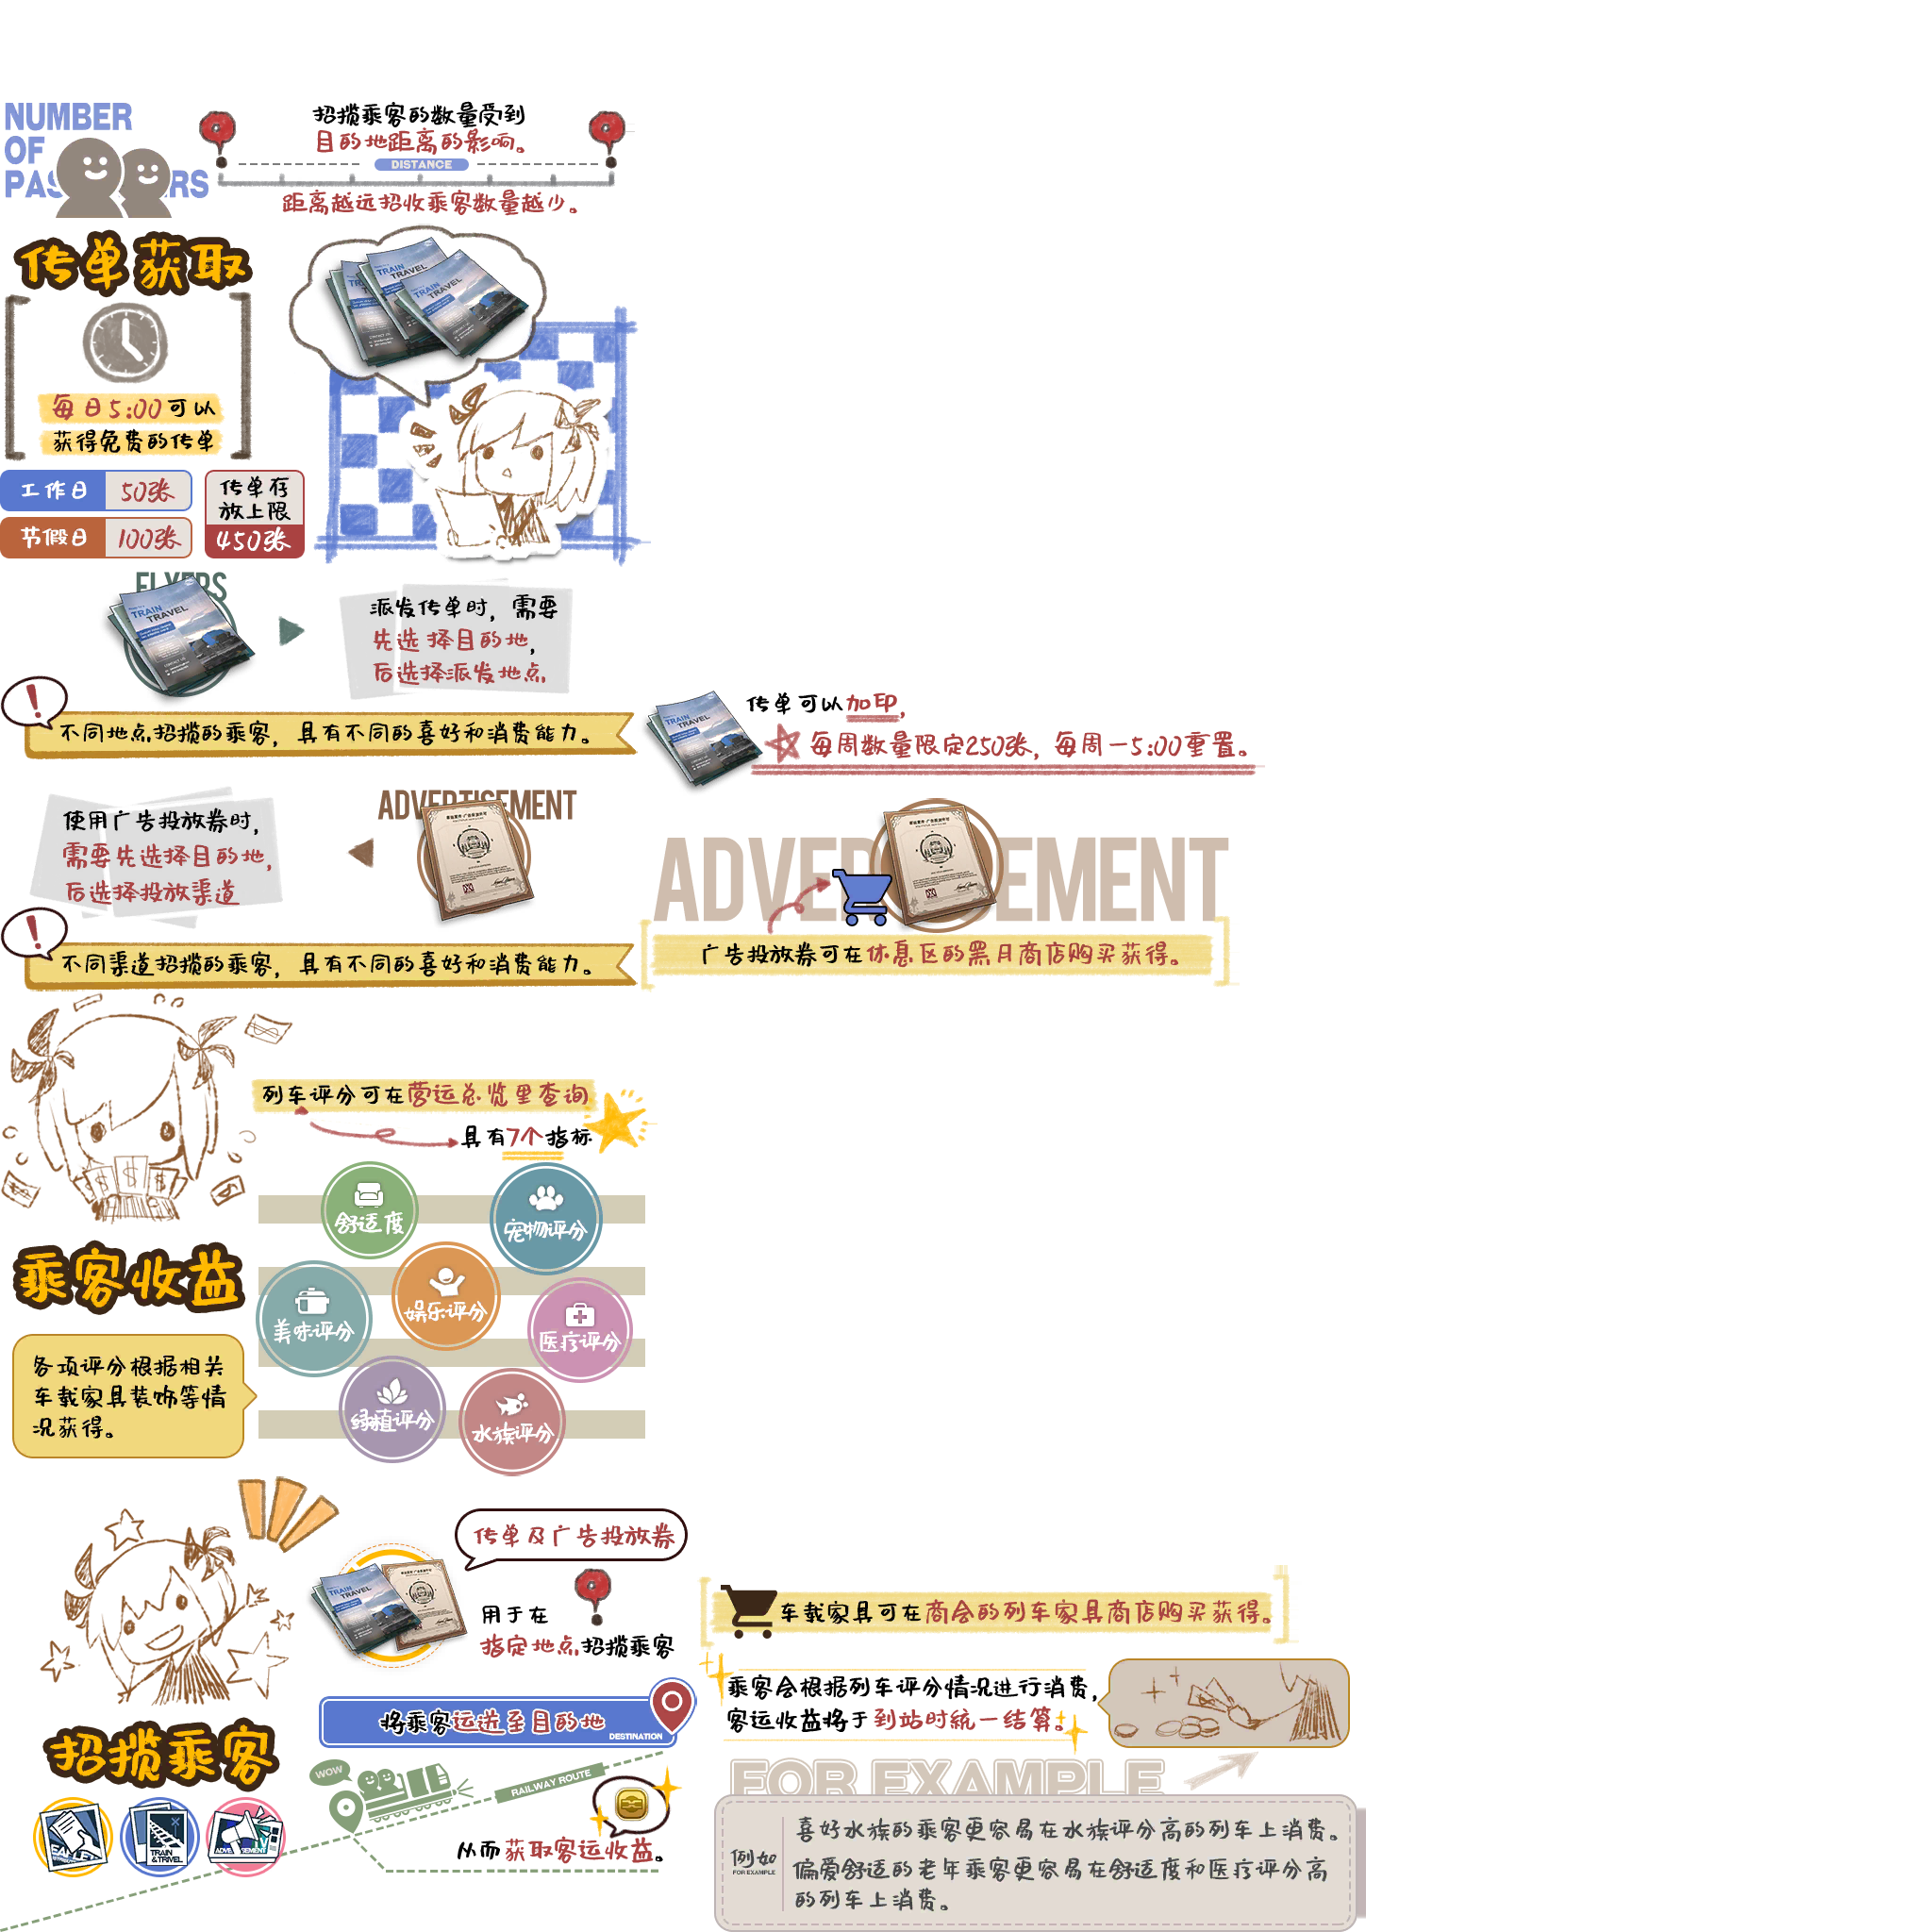 NUMBER
OF
招揽乘客的数量受到
目的地距离的影响。
DISTANCE
距离越远招收乘客数量越少。
传单获取
TRAIN
TRAVEL
TRAIN
TRAVEL
每日5:00可以
获得免费的传单
工作日 50张
节假日 100张
传单存
放上限
450张
FLYERS
TRAIN
TRAVEL
派发传单时，需要
先选择目的地，
后选择派发地点
!
不同地点招揽的乘客，具有不同的喜好和消费能力。
TRAIN
TRAVEL
传单可以加印，
每周数量限定250张，每周一5:00重置。
ADVERTISEMENT
使用广告投放券时，
需要先选择目的地，
后选择投放渠道
!
不同渠道招揽的乘客，具有不同的喜好和消费能力。
广告投放券可在休息区的黑月商店购买获得。
列车评分可在营运总览里查询
具有7个指标
舒适度
宠物评分
娱乐评分
美味评分
医疗评分
绿植评分
水族评分
乘客收益
各项评分根据相关
车载家具装饰等情
况获得。
传单及广告投放券
TRAIN
TRAVEL
用于在
指定地点招揽乘客
将乘客运送至目的地
DESTINATION
招揽乘客
TRAIN
&TRIVEL
WOW
RAILWAY ROUTE
从而获取客运收益。
车载家具可在商会的列车家具商店购买获得。
乘客会根据列车评分情况进行消费，
客运收益将于到站时统一结算。
FOR EXAMPLE
例如
FOR EXAMPLE
喜好水族的乘客更容易在水族评分高的列车上消费。
偏爱舒适的老年乘客更容易在舒适度和医疗评分高
的列车上消费。